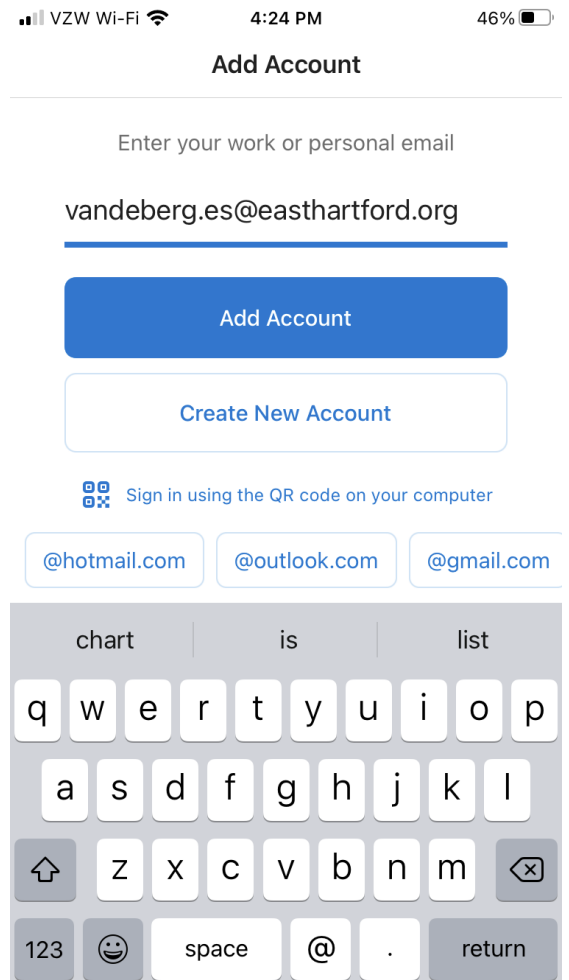 VZW Wi-Fi 4:24 PM 46%
Add Account
Enter your work or personal email
vandeberg.es@easthartford.org
Add Account
Create New Account
Sign in using the QR code on your computer
@hotmail.com @outlook.com @gmail.com
chart is list
q w e r t y u i o p
a s d f g h j k l
z x c v b n m
123 space @ . return